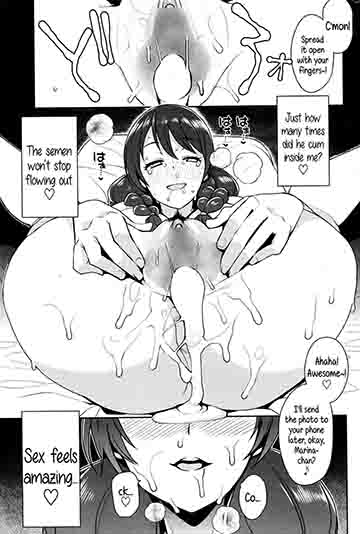 C'mon!
Spread
it open
with your
fingers~!
Just how
many times
did he cum
inside me?
♡
The semen
won't stop
flowing out
♡
Ahaha!
Awesome~!
♡
I'll send
the photo to
your phone
later, okay,
Marina-
chan?
Sex feels
amazing...
♡
Co...
ck...
♡